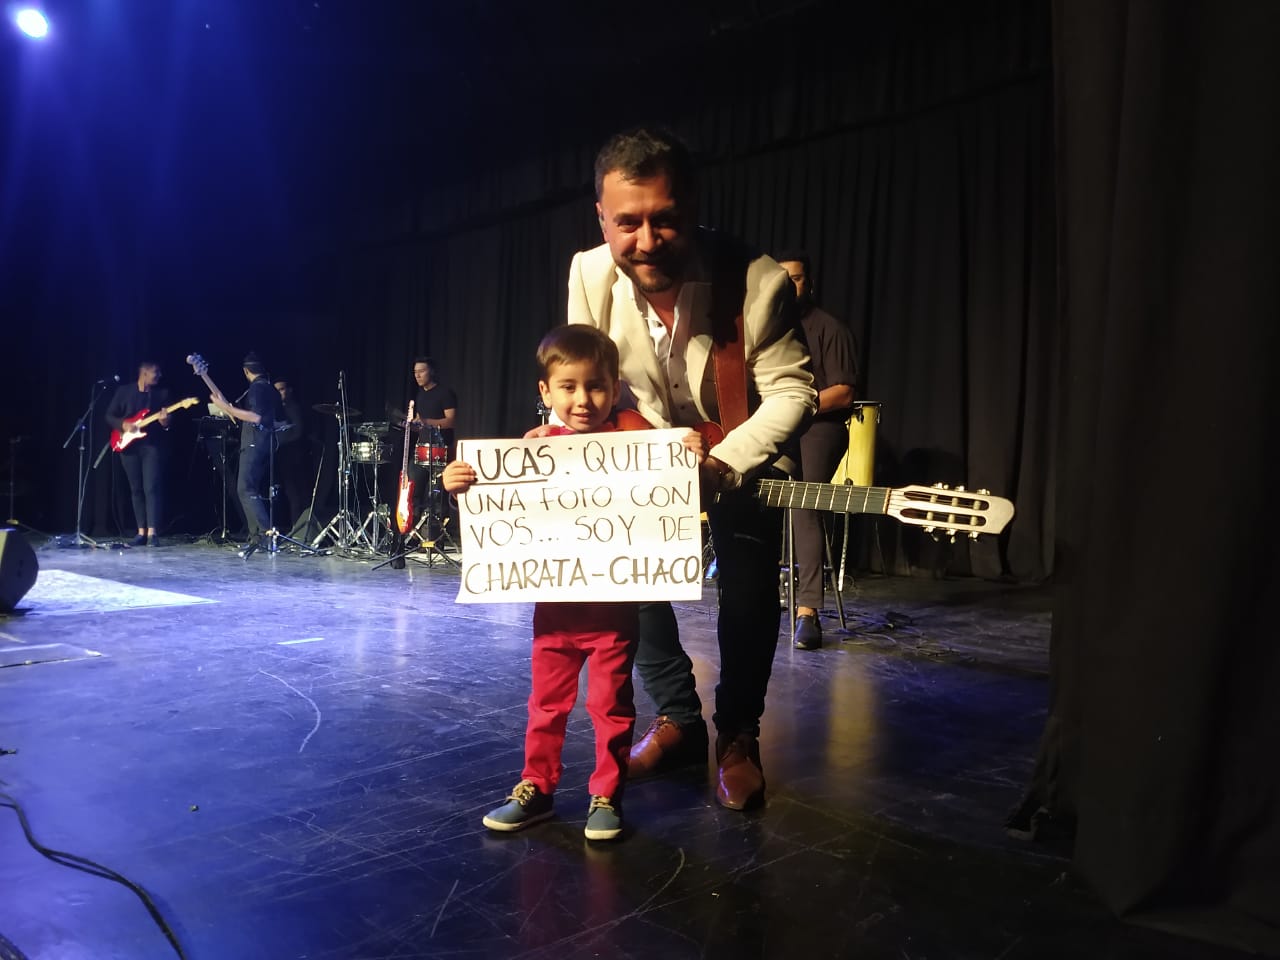 LUCAS: QUIERO
UNA FOTO CON
VOS... SOY DE
CHARATA-CHACO.